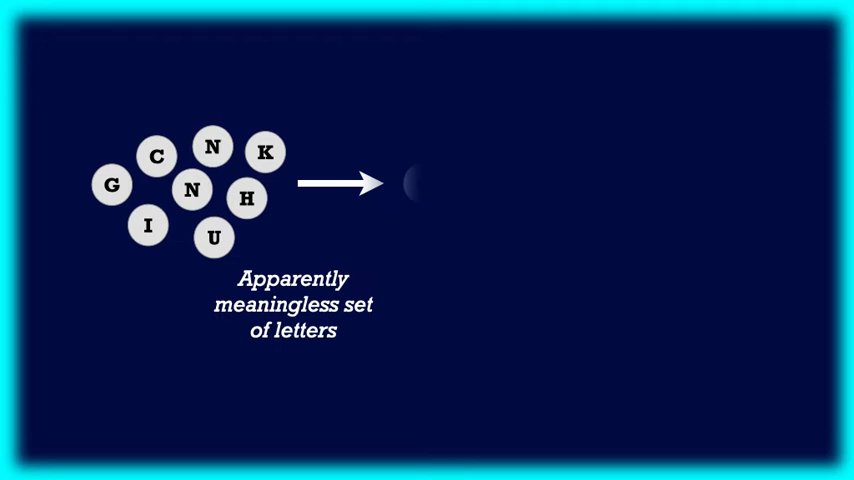 C N K
G N H
I U
Apparently
meaningless set
of letters